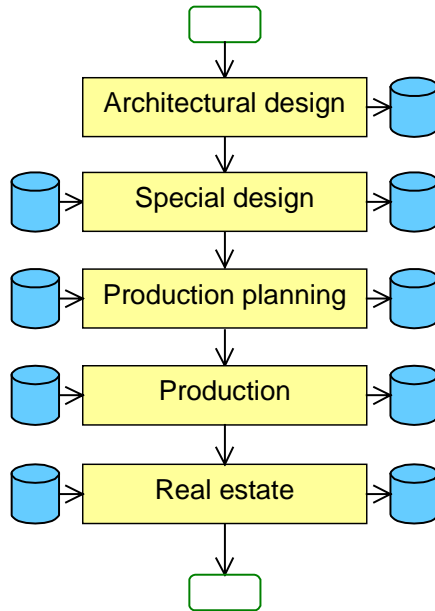 Architectural design
Special design
Production planning
Production
Real estate